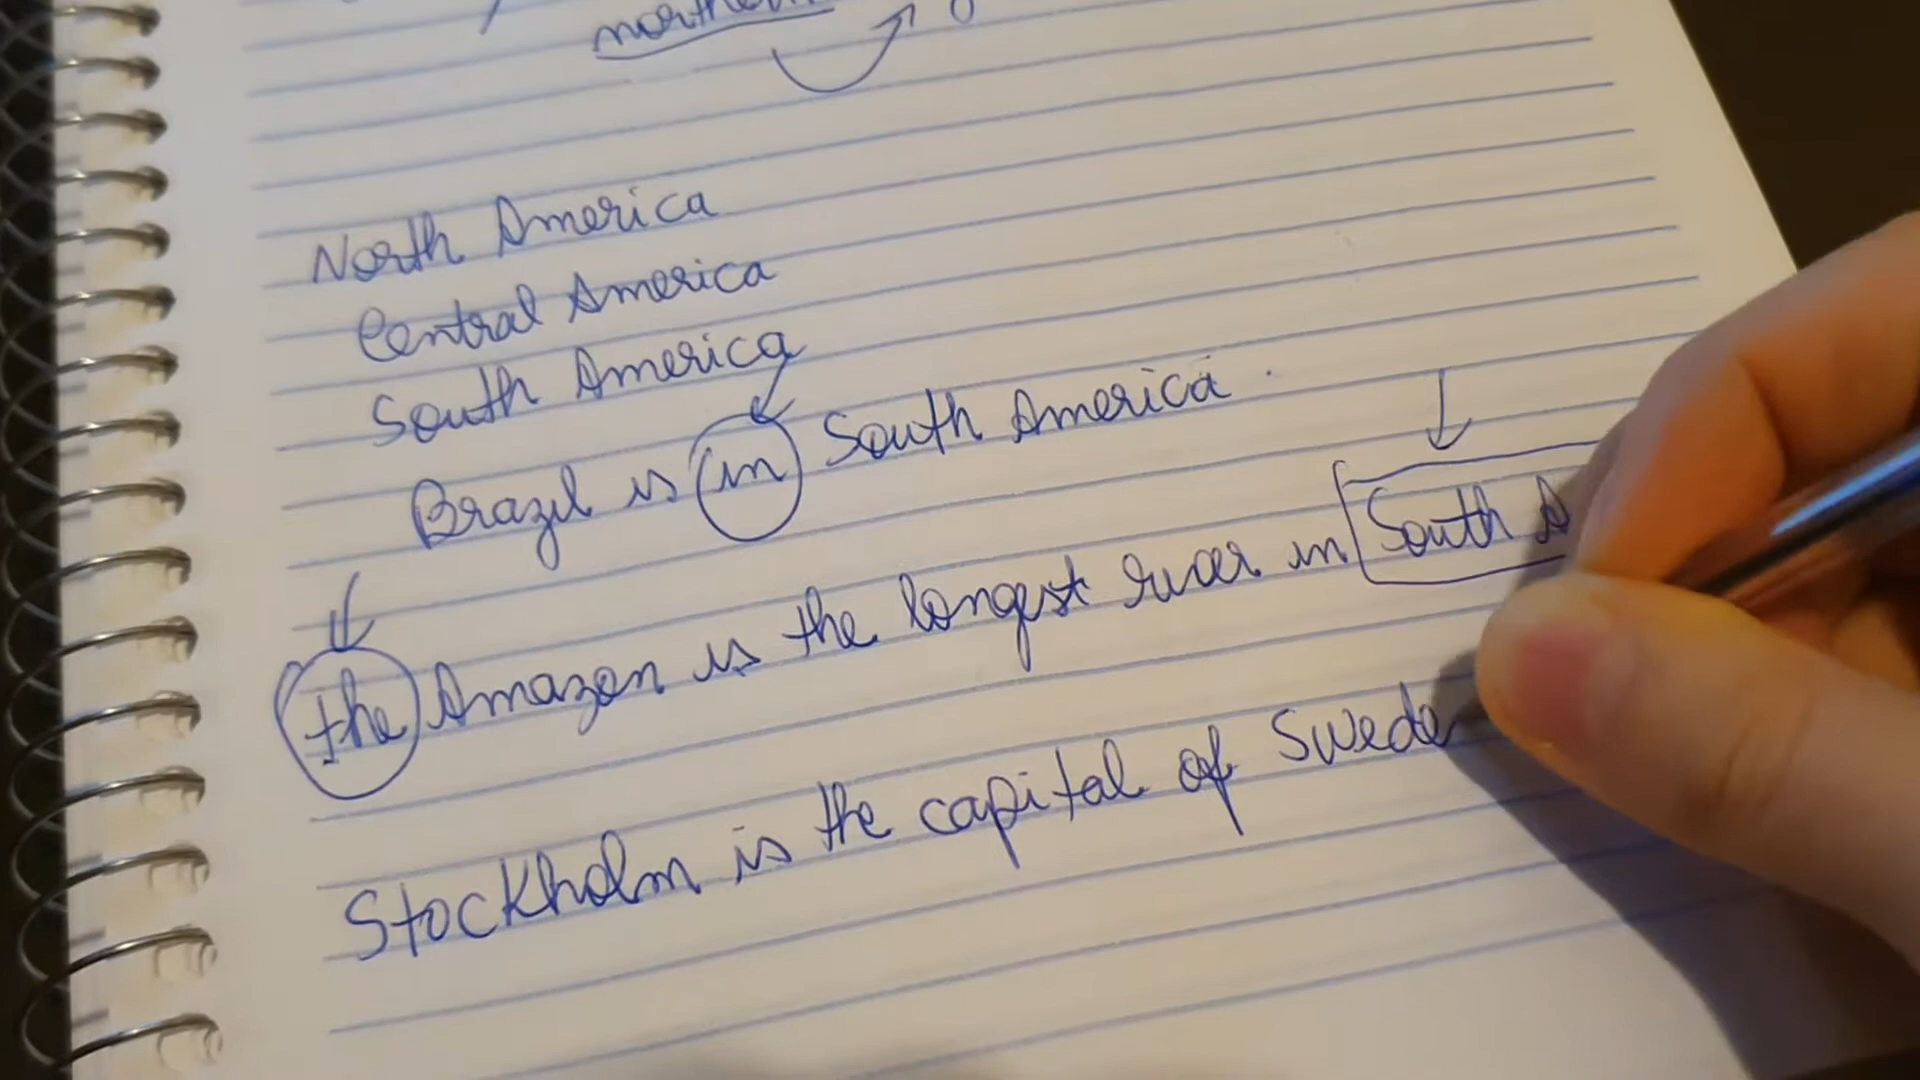 northern
North America
Central America
South America
Brazil is in South America.
the Amazon is the longest river in South A
Stockholm is the capital of Swede